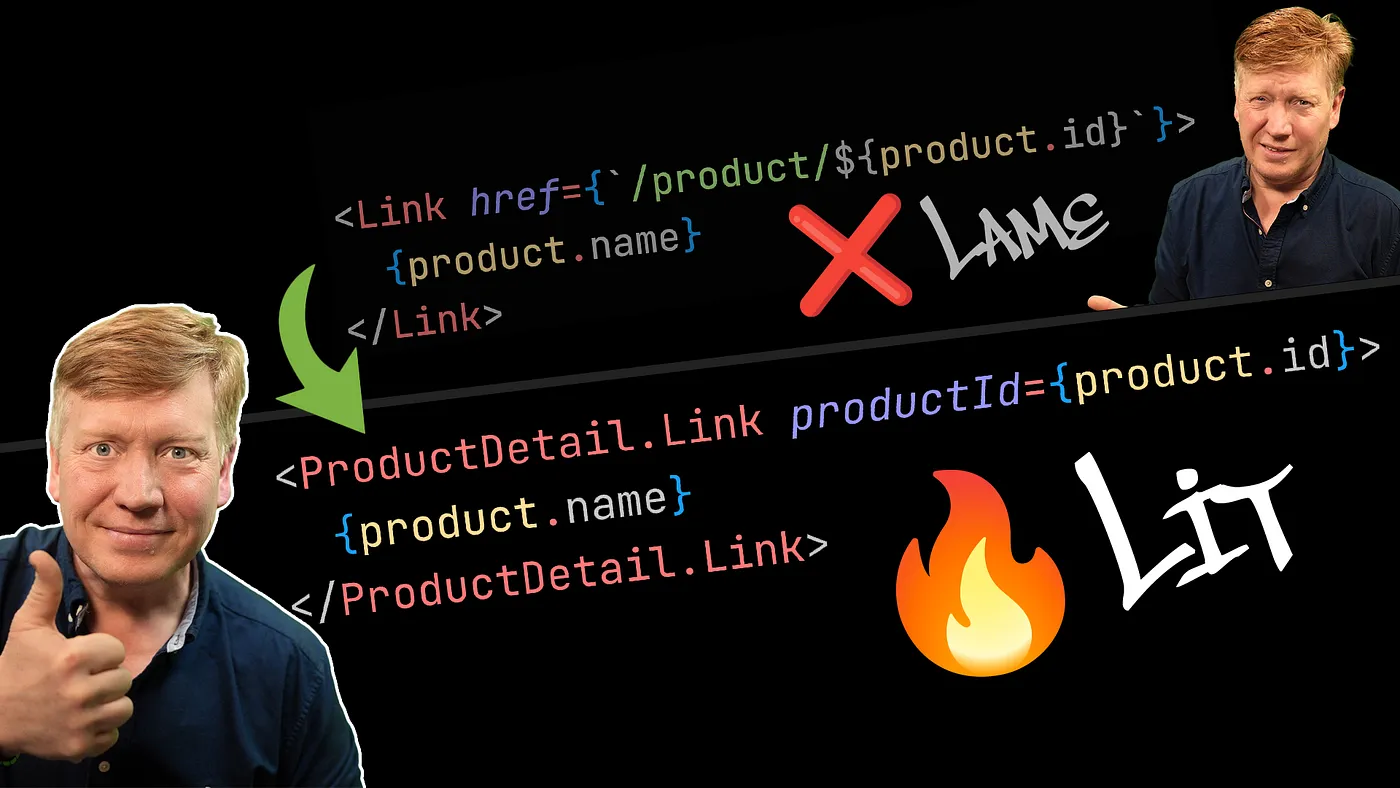 <Link href={`/product/${product.id}`}>
{product.name}
</Link>
LAME
<ProductDetail.Link productId={product.id}>
{product.name}
</ProductDetail.Link>
LiT